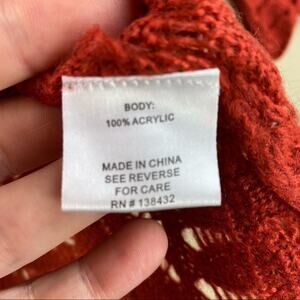 BODY:
100% ACRYLIC
MADE IN CHINA
SEE REVERSE
FOR CARE
RN # 138432